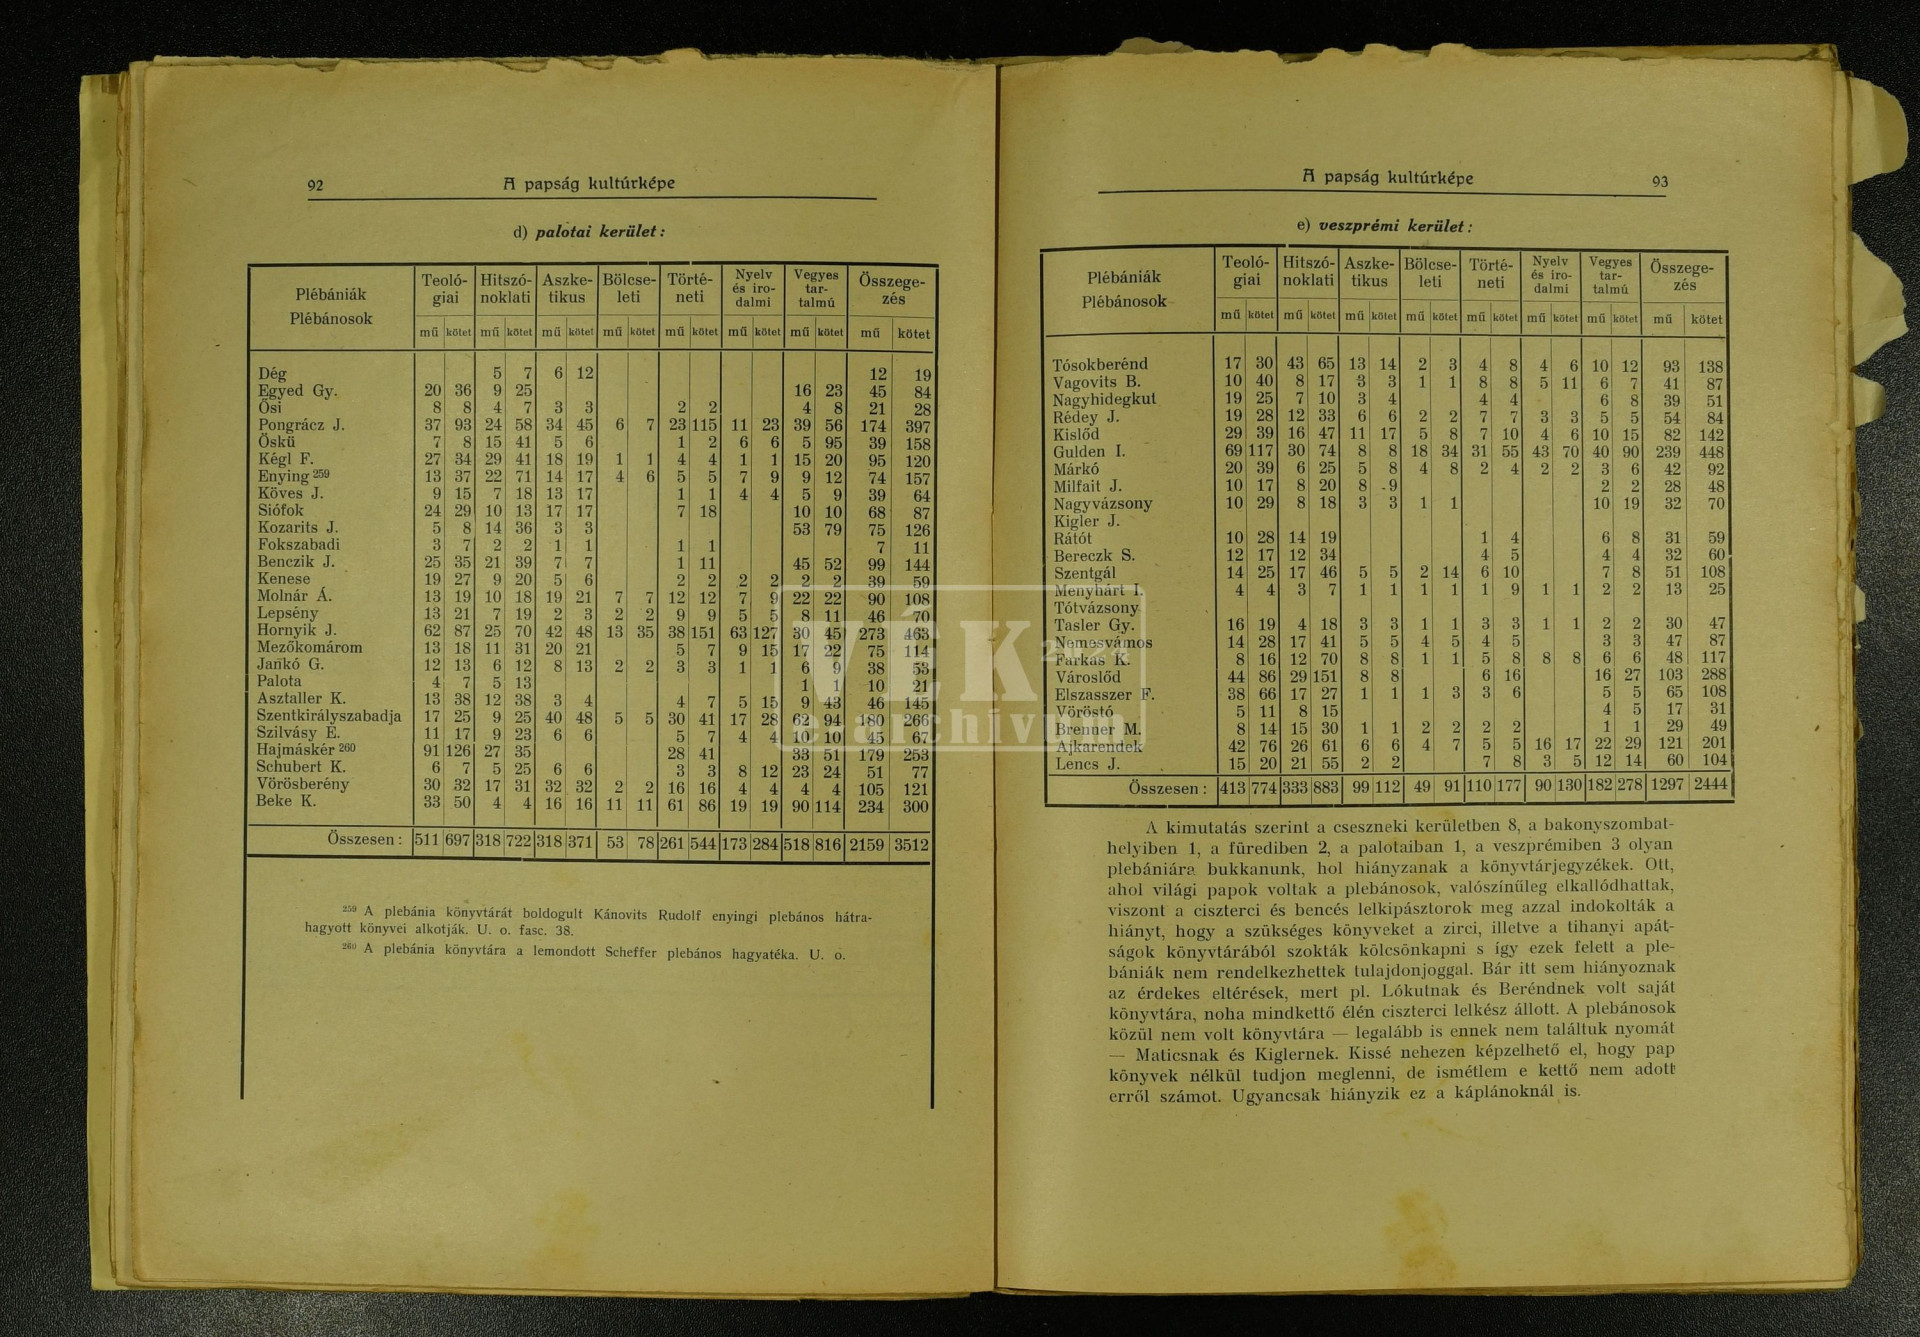 92 A papság kultúrképe
d) palotai kerület:
Plébániák Plébánosok Teoló-giai Hitszó-noklati Aszke-tikus Bölcse-leti Törté-neti Nyelv és iro-dalmi Vegyes tar-talmú Összege-zés
mű kötet mű kötet mű kötet mű kötet mű kötet mű kötet mű kötet mű kötet
Dég 5 7 6 12 12 19
Egyed Gy. 20 36 9 25 16 23 45 84
Ősi 8 8 4 7 3 3 2 2 4 8 21 28
Pongrácz J. 37 93 24 58 34 45 6 7 23 115 11 23 39 56 174 397
Öskü 7 8 15 41 5 6 1 2 6 6 5 95 39 158
Kégl F. 27 34 29 41 18 19 1 1 4 4 1 1 15 20 95 120
Enying 259 13 37 22 71 14 17 4 6 5 5 7 9 9 12 74 157
Köves J. 9 15 7 18 13 17 1 1 4 4 5 9 39 64
Siófok 24 29 10 13 17 17 7 18 10 10 68 87
Kozarits J. 5 8 14 36 3 3 53 79 75 126
Fokszabadi 3 7 2 2 1 1 1 1 7 11
Benczik J. 25 35 21 39 7 7 1 11 45 52 99 144
Kenese 19 27 9 20 5 6 2 2 2 2 2 2 39 59
Molnár Á. 13 19 10 18 19 21 7 7 12 12 7 9 22 22 90 108
Lepsény 13 21 7 19 2 3 2 2 9 9 5 5 8 11 46 70
Hornyik J. 62 87 25 70 42 48 13 35 38 151 63 127 30 45 273 463
Mezőkomárom 13 18 11 31 20 21 5 7 9 15 17 22 75 114
Jankó G. 12 13 6 12 8 13 2 2 3 3 1 1 6 9 38 53
Palota 4 7 5 13 1 1 10 21
Asztaller K. 13 38 12 38 3 4 4 7 5 15 9 43 46 145
Szentkirályszabadja 17 25 9 25 40 48 5 5 30 41 17 28 62 94 180 266
Szilvásy E. 11 17 9 23 6 6 5 7 4 4 10 10 45 67
Hajmáskér 260 91 126 27 35 28 41 33 51 179 253
Schubert K. 6 7 5 25 6 6 3 3 8 12 23 24 51 77
Vörösberény 30 32 17 31 32 32 2 2 16 16 4 4 4 4 105 121
Beke K. 33 50 4 4 16 16 11 11 61 86 19 19 90 114 234 300
Összesen: 511 697 318 722 318 371 53 78 261 544 173 284 518 816 2159 3512
259 A plebánia könyvtárát boldogult Kánovits Rudolf enyingi plebános hátra-
hagyott könyvei alkotják. U. o. fasc. 38.
260 A plebánia könyvtára a lemondott Scheffer plebános hagyatéka. U. o.
A papság kultúrképe 93
e) veszprémi kerület:
Plébániák Plébánosok Teoló-giai Hitszó-noklati Aszke-tikus Bölcse-leti Törté-neti Nyelv és iro-dalmi Vegyes tar-talmú Összege-zés
mű kötet mű kötet mű kötet mű kötet mű kötet mű kötet mű kötet mű kötet
Tósokberénd 17 30 43 65 13 14 2 3 4 8 4 6 10 12 93 138
Vagovits B. 10 40 8 17 3 3 1 1 8 8 5 11 6 7 41 87
Nagyhidegkut 19 25 7 10 3 4 4 4 6 8 39 51
Rédey J. 19 28 12 33 6 6 2 2 7 7 3 3 5 5 54 84
Kislőd 29 39 16 47 11 17 5 8 7 10 4 6 10 15 82 142
Gulden I. 69 117 30 74 8 8 18 34 31 55 43 70 40 90 239 448
Márkó 20 39 6 25 5 8 4 8 2 4 2 2 3 6 42 92
Milfait J. 10 17 8 20 8 9 2 2 28 48
Nagyvázsony 10 29 8 18 3 3 1 1 10 19 32 70
Kigler J.
Rátót 10 28 14 19 1 4 6 8 31 59
Bereczk S. 12 17 12 34 4 5 4 4 32 60
Szentgál 14 25 17 46 5 5 2 14 6 10 7 8 51 108
Menyhárt I. 4 4 3 7 1 1 1 1 1 9 1 1 2 2 13 25
Tótvázsony
Tasler Gy. 16 19 4 18 3 3 1 1 3 3 1 1 2 2 30 47
Nemesvámos 14 28 17 41 5 5 4 5 4 5 3 3 47 87
Farkas K. 8 16 12 70 8 8 1 1 5 8 8 8 6 6 48 117
Városlőd 44 86 29 151 8 8 6 16 16 27 103 288
Elszasszer F. 38 66 17 27 1 1 1 3 3 6 5 5 65 108
Vöröstó 5 11 8 15 4 5 17 31
Brenner M. 8 14 15 30 1 1 2 2 2 2 1 1 29 49
Ajkarendek 42 76 26 61 6 6 4 7 5 5 16 17 22 29 121 201
Lencs J. 15 20 21 55 2 2 7 8 3 5 12 14 60 104
Összesen: 413 774 333 883 99 112 49 91 110 177 90 130 182 278 1297 2444
A kimutatás szerint a cseszneki kerületben 8, a bakonyszombat-
helyiben 1, a fürediben 2, a palotaiban 1, a veszprémiben 3 olyan
plebániára bukkanunk, hol hiányzanak a könyvtárjegyzékek. Ott,
ahol világi papok voltak a plebánosok, valószínűleg elkallódhattak,
viszont a ciszterci és bencés lelkipásztorok meg azzal indokolták a
hiányt, hogy a szükséges könyveket a zirci, illetve a tihanyi apát-
ságok könyvtárából szokták kölcsönkapni s így ezek felett a ple-
bániák nem rendelkezhettek tulajdonjoggal. Bár itt sem hiányoznak
az érdekes eltérések, mert pl. Lókutnak és Beréndnek volt saját
könyvtára, noha mindkettő élén ciszterci lelkész állott. A plebánosok
közül nem volt könyvtára — legalább is ennek nem találtuk nyomát
— Maticsnak és Kiglernek. Kissé nehezen képzelhető el, hogy pap
könyvek nélkül tudjon meglenni, de ismétlem e kettő nem adott
erről számot. Ugyancsak hiányzik ez a káplánoknál is.
VÉK 2024
e-archívum